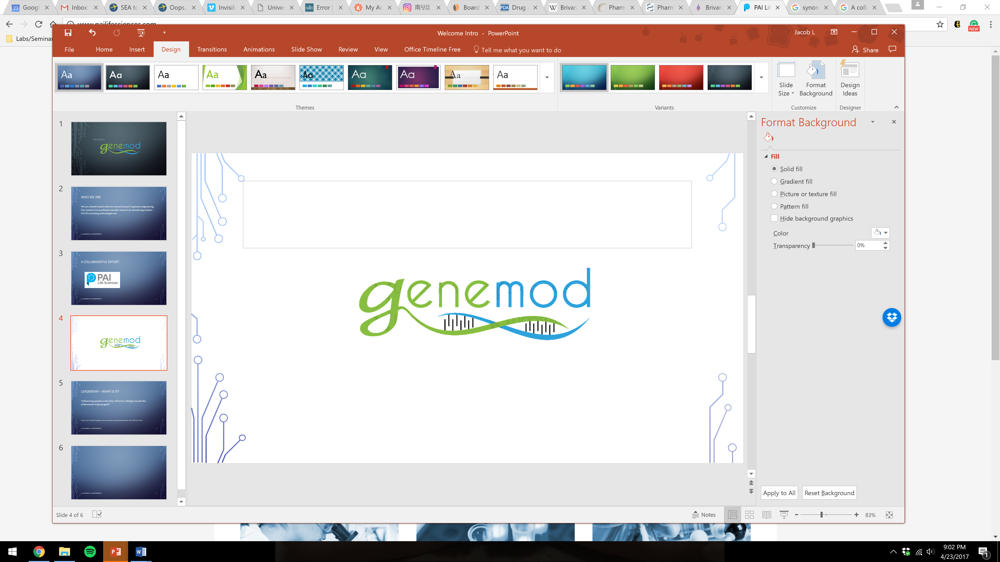 Googl
Inbox
SEA to
Oops.
Invisib
Univer
sdn Error |
My Ac
南りほ
Board
FDA Drug
W Brivar
Pharm
Pharm
Brivar
PAI Lif
synon
A coll
www.pailifesciences.com
NEW
Labs/Seminar
Welcome Intro - PowerPoint
Jacob L
File
Home
Insert
Design
Transitions
Animations
Slide Show
Review
View
Office Timeline Free
Tell me what you want to do
Share
Aa Aa Aa Aa Aa Aa Aa Aa Aa Aa
Slide Size
Format Background
Design Ideas
Themes
Variants
Customize
Designer
1
WELCOME TO
genemod
2
WHO WE ARE
We are a Seattle-based software startup focused in genome engineering.
Our mission is to accelerate scientific research by introducing modern
UI/UX to existing technologies and
3
A COLLABORATIVE EFFORT
PAI
Life Sciences
4
genemod
5
LEADERSHIP – WHAT IS IT?
"influencing people so that they will strive willingly towards the
achievement of group goals"¹
6
genemod
Format Background
Fill
Solid fill
Gradient fill
Picture or texture fill
Pattern fill
Hide background graphics
Color
Transparency
0%
Apply to All
Reset Background
Slide 4 of 6
Notes
83%
9:02 PM
4/23/2017
1